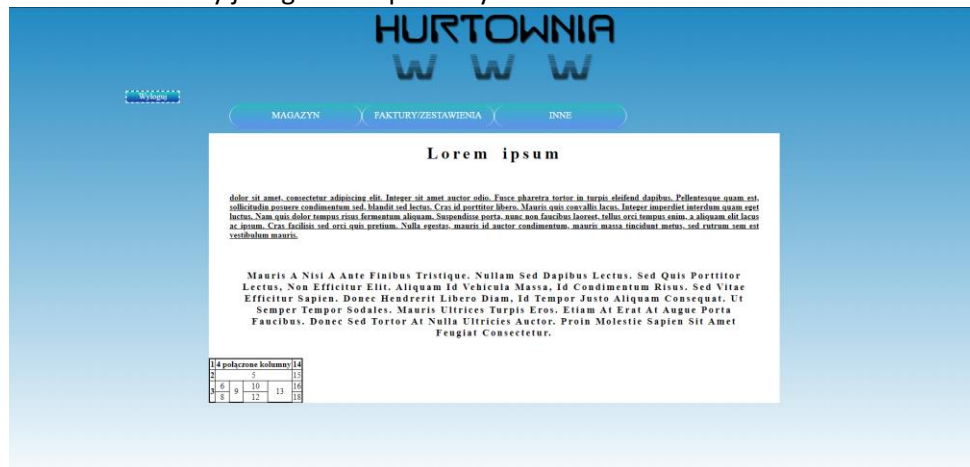 HURTOWNIA
W W W
Wyloguj
MAGAZYN FAKTURY/ZESTAWIENIA INNE
Lorem ipsum
dolor sit amet, consectetur adipiscing elit. Integer sit amet auctor odio. Fusce pharetra tortor in turpis eleifend dapibus. Pellentesque quam est,
sollicitudin posuere condimentum sed, blandit sed lectus. Cras id porttitor libero. Mauris quis convallis lacus. Integer imperdiet interdum quam eget
luctus. Nam quis dolor tempus risus fermentum aliquam. Suspendisse porta, nunc non faucibus laoreet, tellus orci tempus enim, a aliquam elit lacus
ac ipsum. Cras facilisis sed orci quis pretium. Nulla egestas, mauris id auctor condimentum, mauris massa tincidunt metus, sed rutrum sem est
vestibulum mauris.
Mauris A Nisi A Ante Finibus Tristique. Nullam Sed Dapibus Lectus. Sed Quis Porttitor
Lectus, Non Efficitur Elit. Aliquam Id Vehicula Massa, Id Condimentum Risus. Sed Vitae
Efficitur Sapien. Donec Hendrerit Libero Diam, Id Tempor Justo Aliquam Consequat. Ut
Semper Tempor Sodales. Mauris Ultrices Turpis Eros. Etiam At Erat At Augue Porta
Faucibus. Donec Sed Tortor At Nulla Ultricies Auctor. Proin Molestie Sapien Sit Amet
Feugiat Consectetur.
1 4 połączone kolumny 14
2 5 15
3 6 9 10 13 16
8 12 18